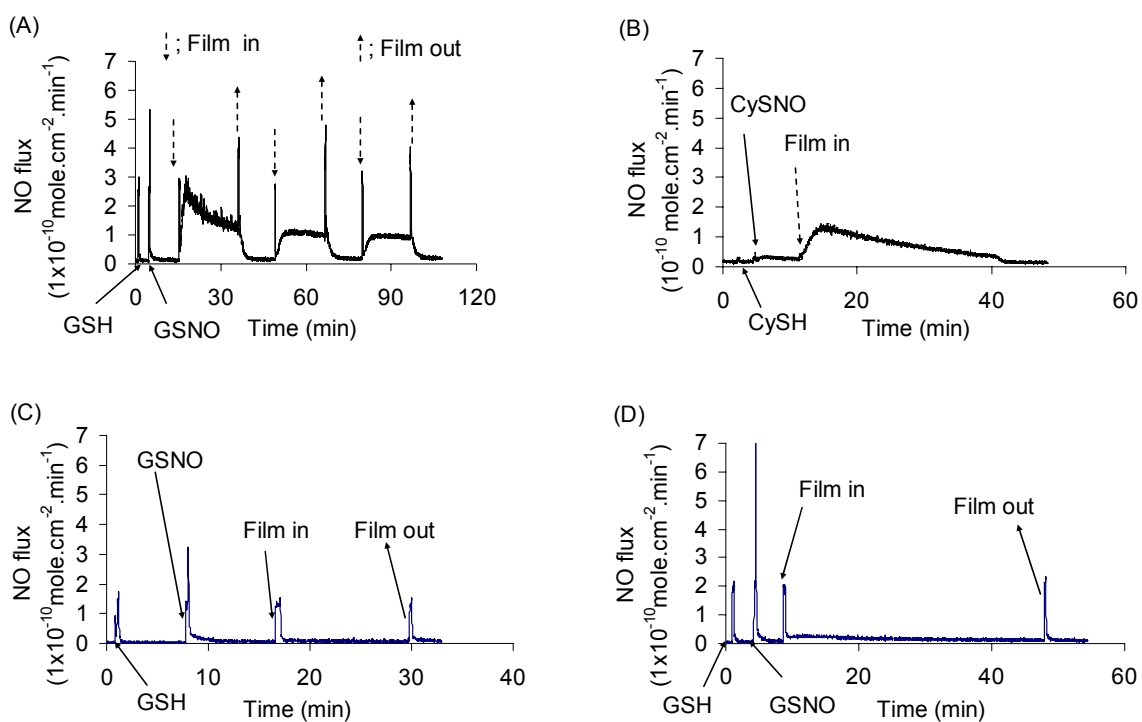 (A)
; Film in
; Film out
7
6
5
4
3
2
1
0
NO flux
(1x10⁻¹⁰mole.cm⁻².min⁻¹)
0 30 60 90 120
GSH
GSNO
Time (min)
(B)
7
6
5
4
3
2
1
0
NO flux
(10⁻¹⁰mole.cm⁻².min⁻¹)
CySNO
Film in
0 20 40 60
CySH
Time (min)
(C)
7
6
5
4
3
2
1
0
NO flux
(1x10⁻¹⁰mole.cm⁻².min⁻¹)
GSNO
Film in
Film out
0 10 20 30 40
GSH
Time (min)
(D)
7
6
5
4
3
2
1
0
NO flux
(1x10⁻¹⁰mole.cm⁻².min⁻¹)
Film in
Film out
0 20 40 60
GSH
GSNO
Time (min)